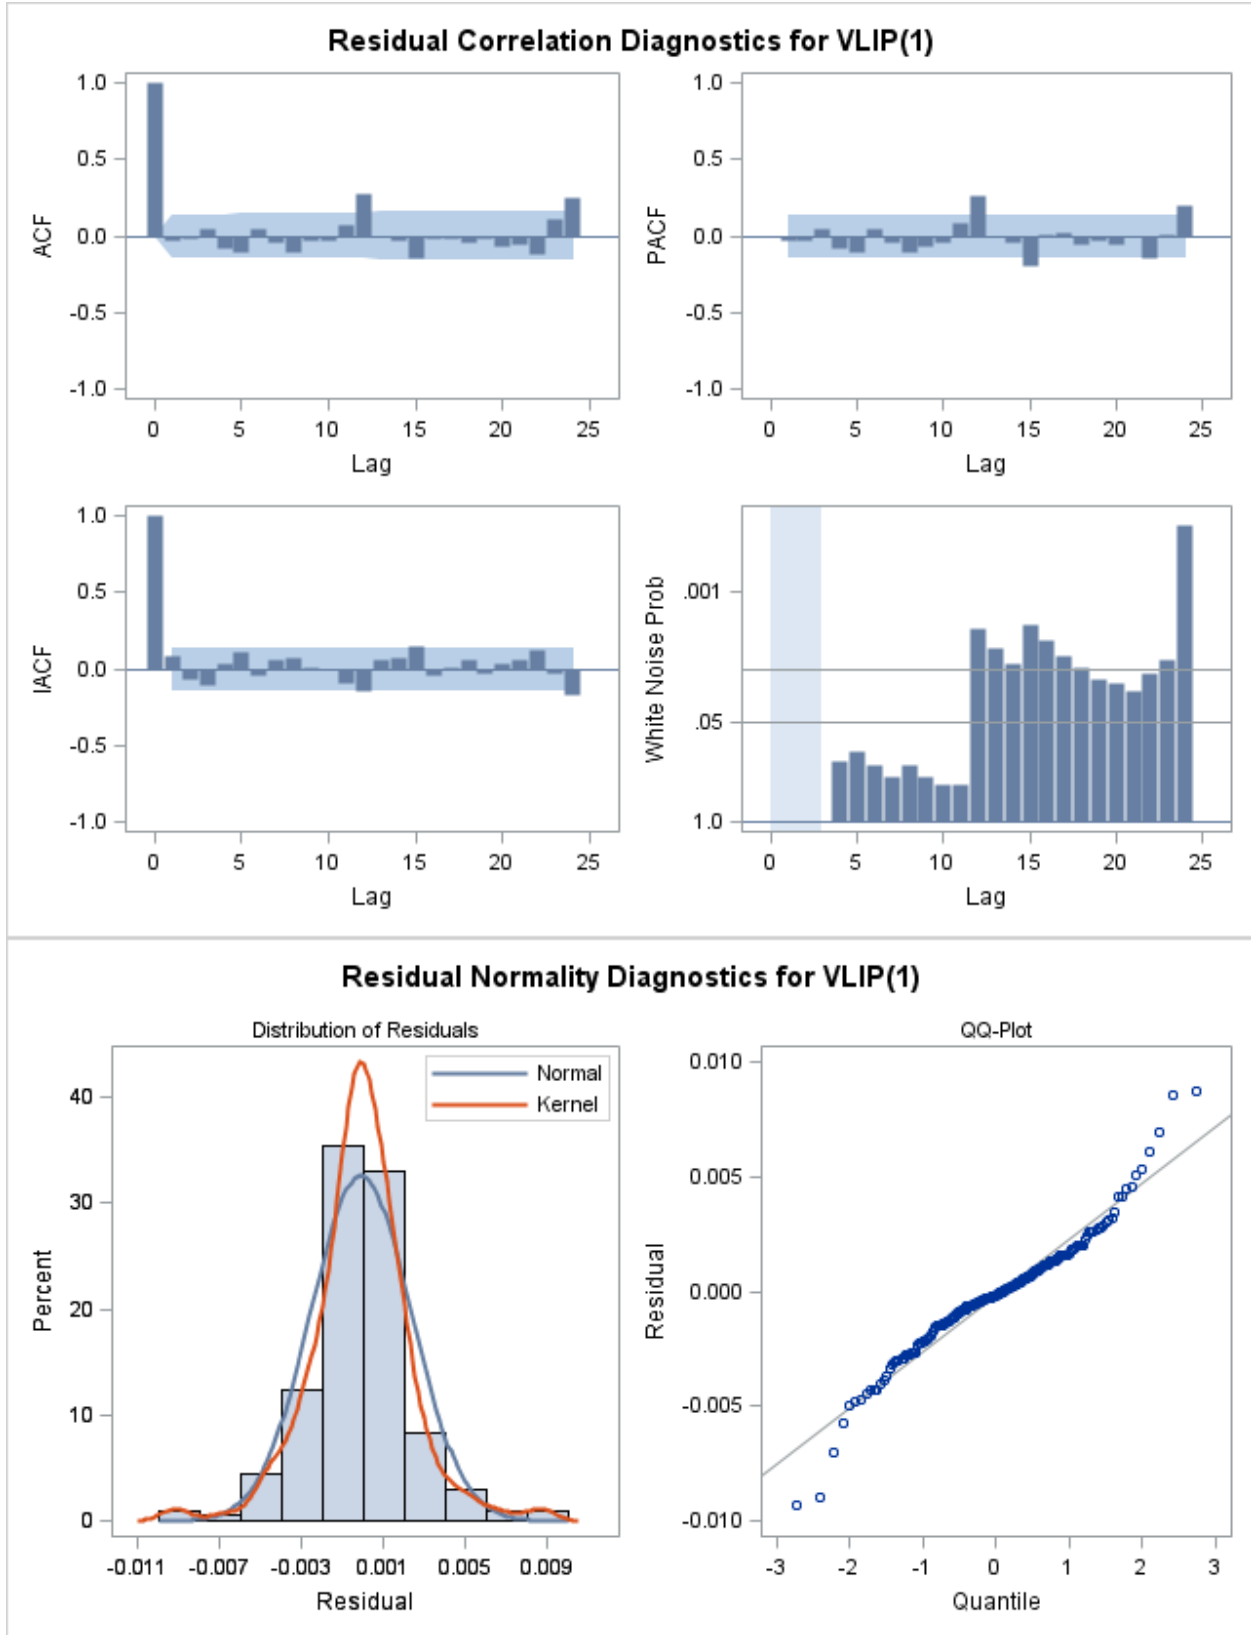 Residual Correlation Diagnostics for VLIP(1)
1.0
0.5
0.0
-0.5
-1.0
ACF
0 5 10 15 20 25
Lag
1.0
0.5
0.0
-0.5
-1.0
PACF
0 5 10 15 20 25
Lag
1.0
0.5
0.0
-0.5
-1.0
IACF
0 5 10 15 20 25
Lag
.001
.05
1.0
White Noise Prob
0 5 10 15 20 25
Lag
Residual Normality Diagnostics for VLIP(1)
Distribution of Residuals
Normal
Kernel
40
30
20
10
0
Percent
-0.011 -0.007 -0.003 0.001 0.005 0.009
Residual
QQ-Plot
0.010
0.005
0.000
-0.005
-0.010
Residual
-3 -2 -1 0 1 2 3
Quantile